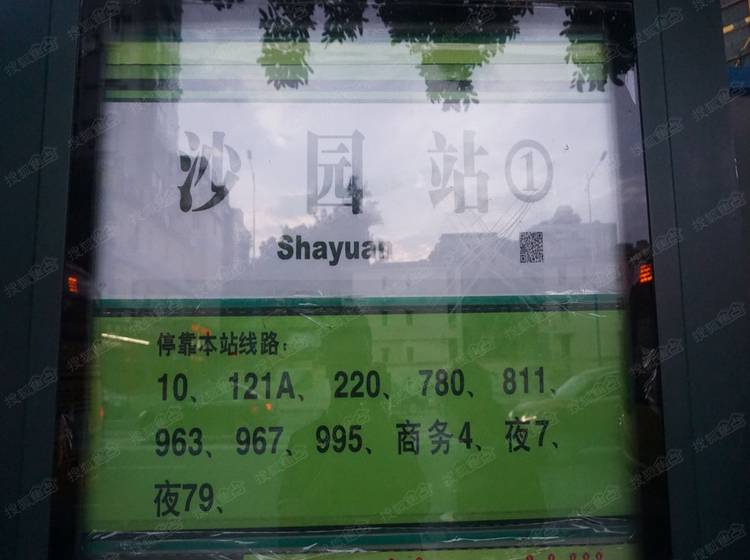 沙园站①
Shayuan
停靠本站线路：
10、121A、220、780、811、
963、967、995、商务4、夜7、
夜79、